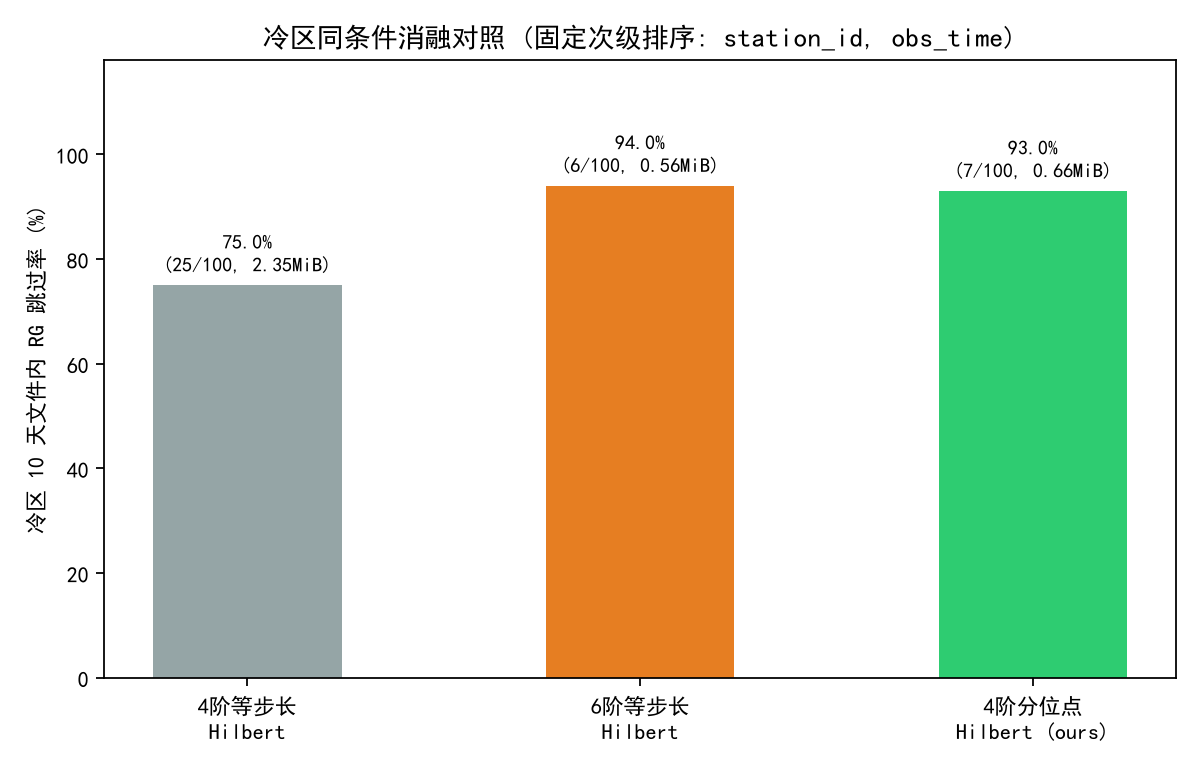 冷区同条件消融对照 (固定次级排序: station_id, obs_time)
冷区 10 天文件内 RG 跳过率 (%)
100
80
60
40
20
0
75.0%
(25/100, 2.35MiB)
94.0%
(6/100, 0.56MiB)
93.0%
(7/100, 0.66MiB)
4阶等步长
Hilbert
6阶等步长
Hilbert
4阶分位点
Hilbert (ours)